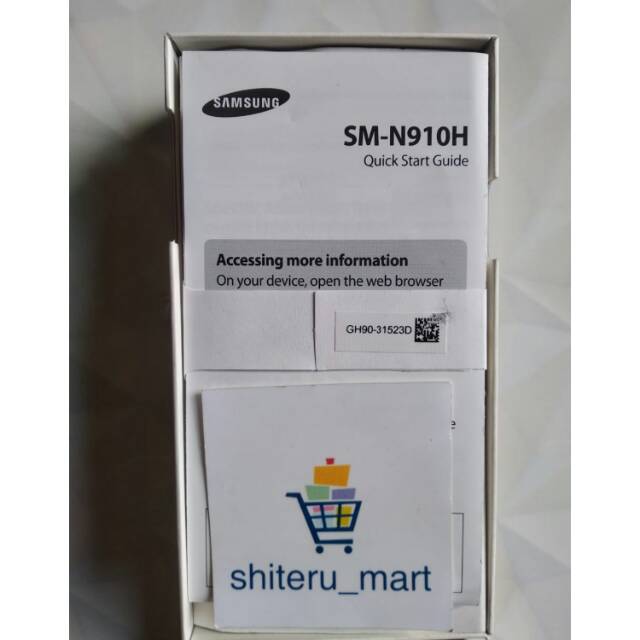 SAMSUNG
SM-N910H
Quick Start Guide
Accessing more information
On your device, open the web browser
GH90-31523D
shiteru_mart